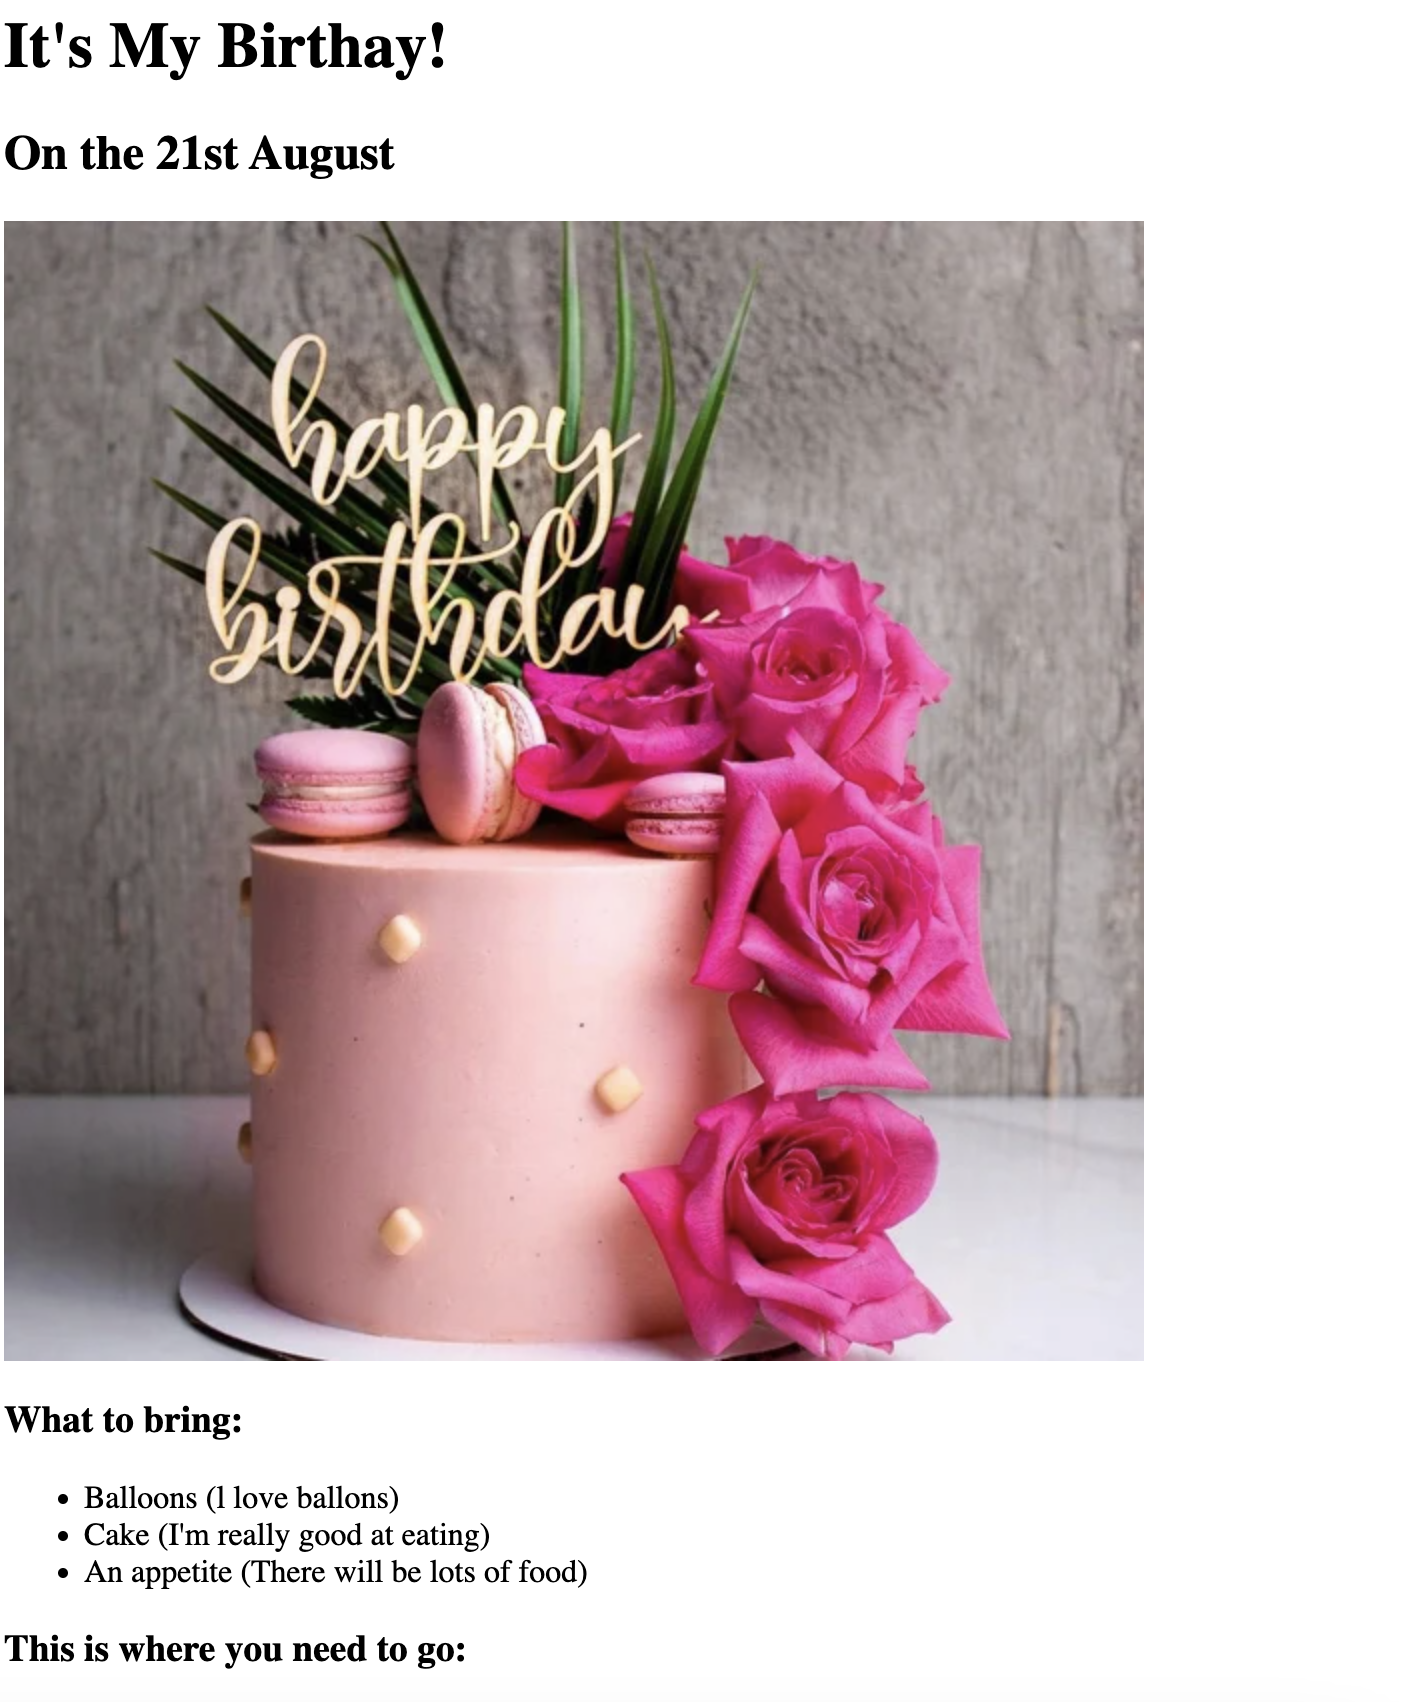 It's My Birthay!
On the 21st August
happy
birthday
What to bring:
Balloons (l love ballons)
Cake (I'm really good at eating)
An appetite (There will be lots of food)
This is where you need to go: